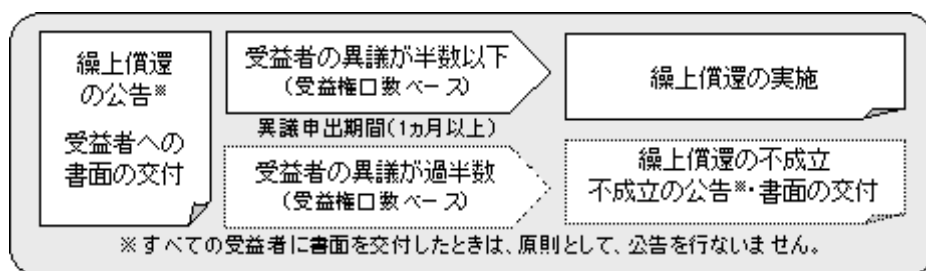 繰上償還
の公告※
受益者への
書面の交付
受益者の異議が半数以下
(受益権口数ベース)
繰上償還の実施
異議申出期間(1ヵ月以上)
受益者の異議が過半数
(受益権口数ベース)
繰上償還の不成立
不成立の公告※・書面の交付
※すべての受益者に書面を交付したときは、原則として、公告を行ないません。